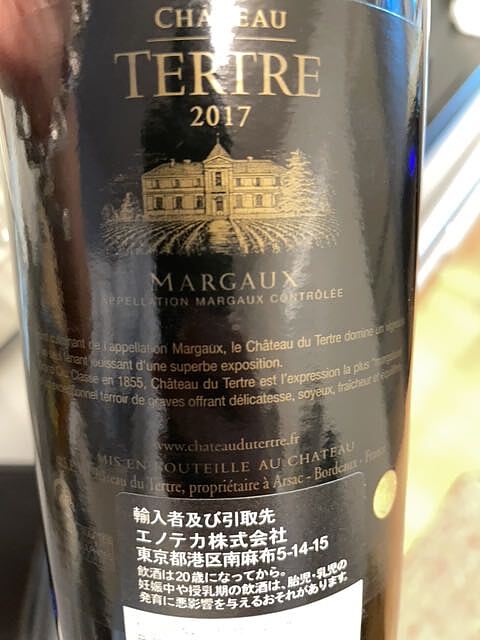 CHÂTEAU
TERTRE
2017
MARGAUX
APPELLATION MARGAUX CONTRÔLÉE
de l'appellation Margaux, le Château du Tertre domine un
jouissant d'une superbe exposition.
Classé en 1855, Château du Tertre est l'expression la plus
exceptionnel terroir de graves offrant délicatesse, soyeux, fraîcheur et
www.chateaudutertre.fr
MIS EN BOUTEILLE AU CHATEAU
Château du Tertre, propriétaire à Arsac - Bordeaux - France
輸入者及び引取先
エノテカ株式会社
東京都港区南麻布5-14-15
飲酒は20歳になってから。
妊娠中や授乳期の飲酒は、胎児・乳児の
発育に悪影響を与えるおそれがあります。